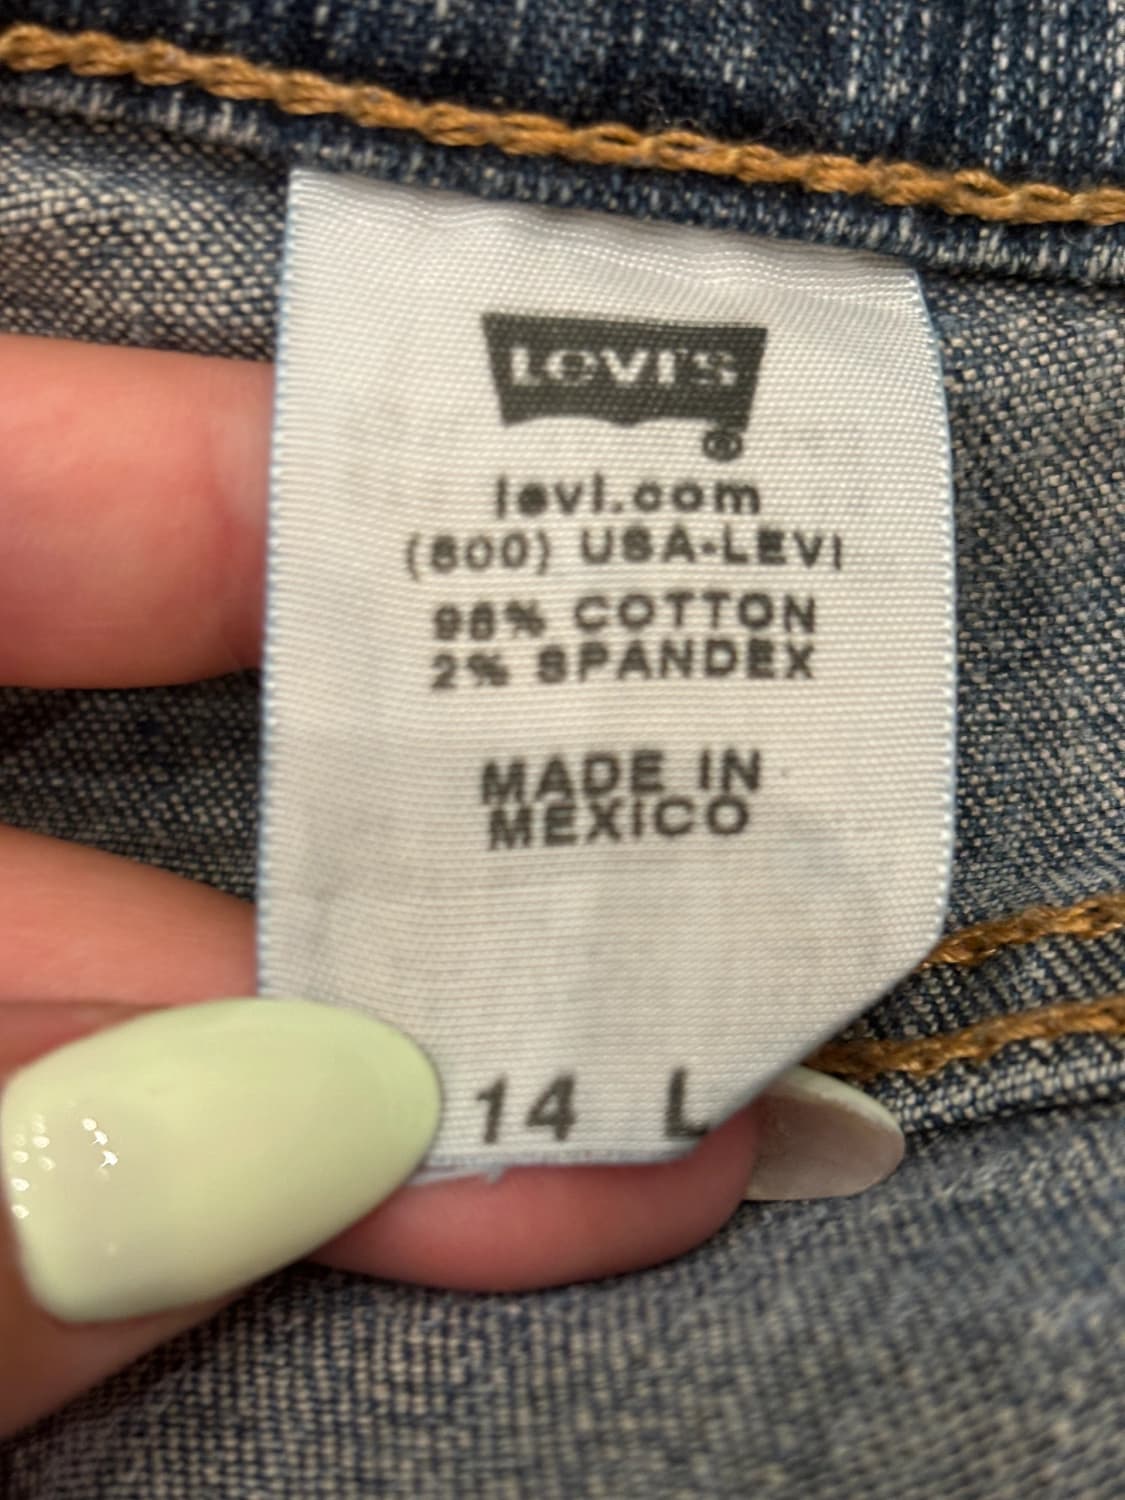 LEVI'S
®
levi.com
(800) USA-LEVI
98% COTTON
2% SPANDEX
MADE IN
MEXICO
14 L